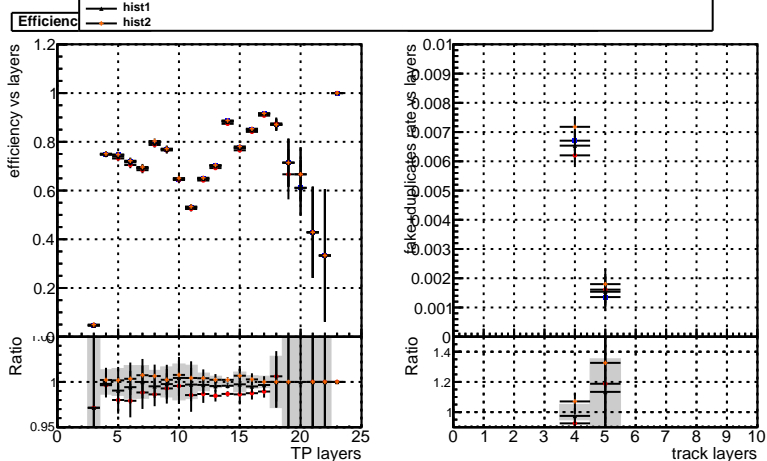 hist1
Efficienc
hist2
efficiency vs layers
1.2
1
0.8
0.6
0.4
0.2
0
Ratio
1
0.95
0 5 10 15 20 25
TP layers
fake+duplicates rate vs layers
0.01
0.009
0.008
0.007
0.006
0.005
0.004
0.003
0.002
0.001
0
Ratio
1.4
1.2
1
0 1 2 3 4 5 6 7 8 9 10
track layers